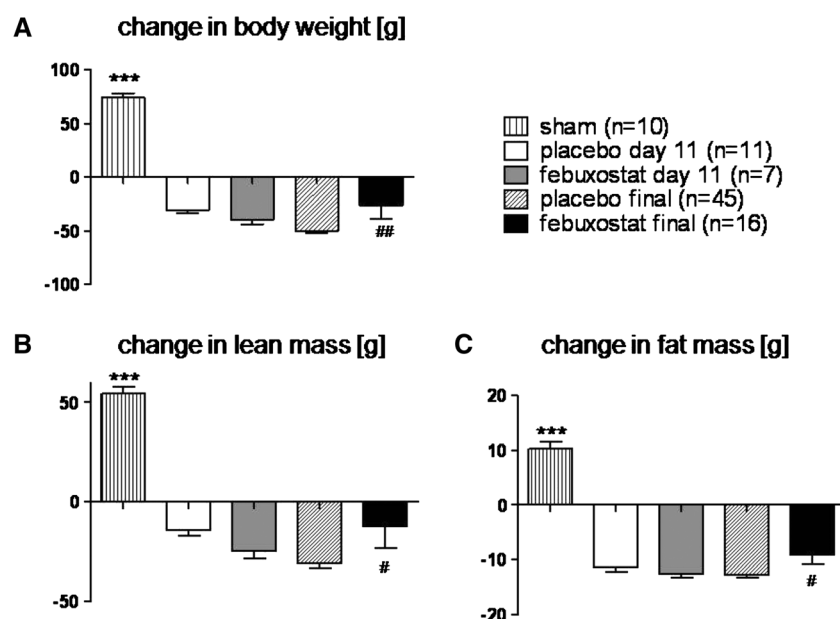 A
change in body weight [g]
100
***
50
0
-50
##
-100
sham (n=10)
placebo day 11 (n=11)
febuxostat day 11 (n=7)
placebo final (n=45)
febuxostat final (n=16)
B
change in lean mass [g]
***
50
0
#
-50
C
change in fat mass [g]
20
***
10
0
-10
#
-20